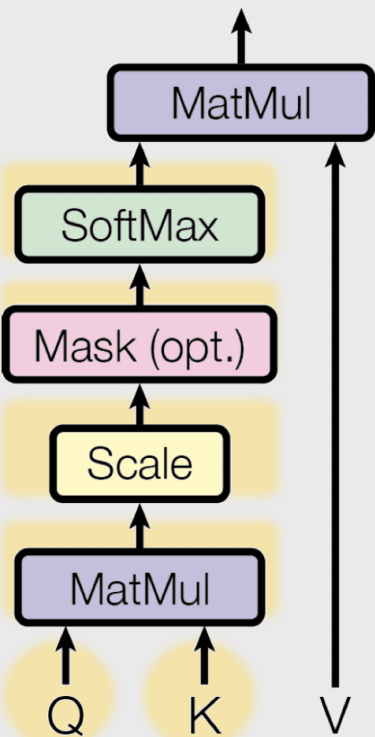 MatMul
SoftMax
Mask (opt.)
Scale
MatMul
Q K V